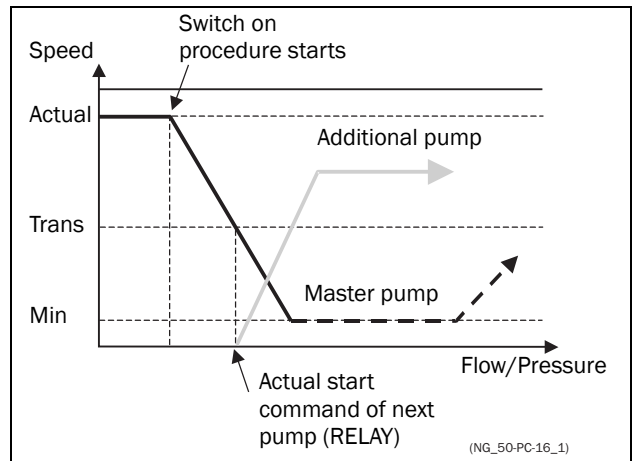 Switch on
procedure starts
Speed
Actual
Additional pump
Trans
Master pump
Min
Flow/Pressure
Actual start
command of next
pump (RELAY)
(NG_50-PC-16_1)